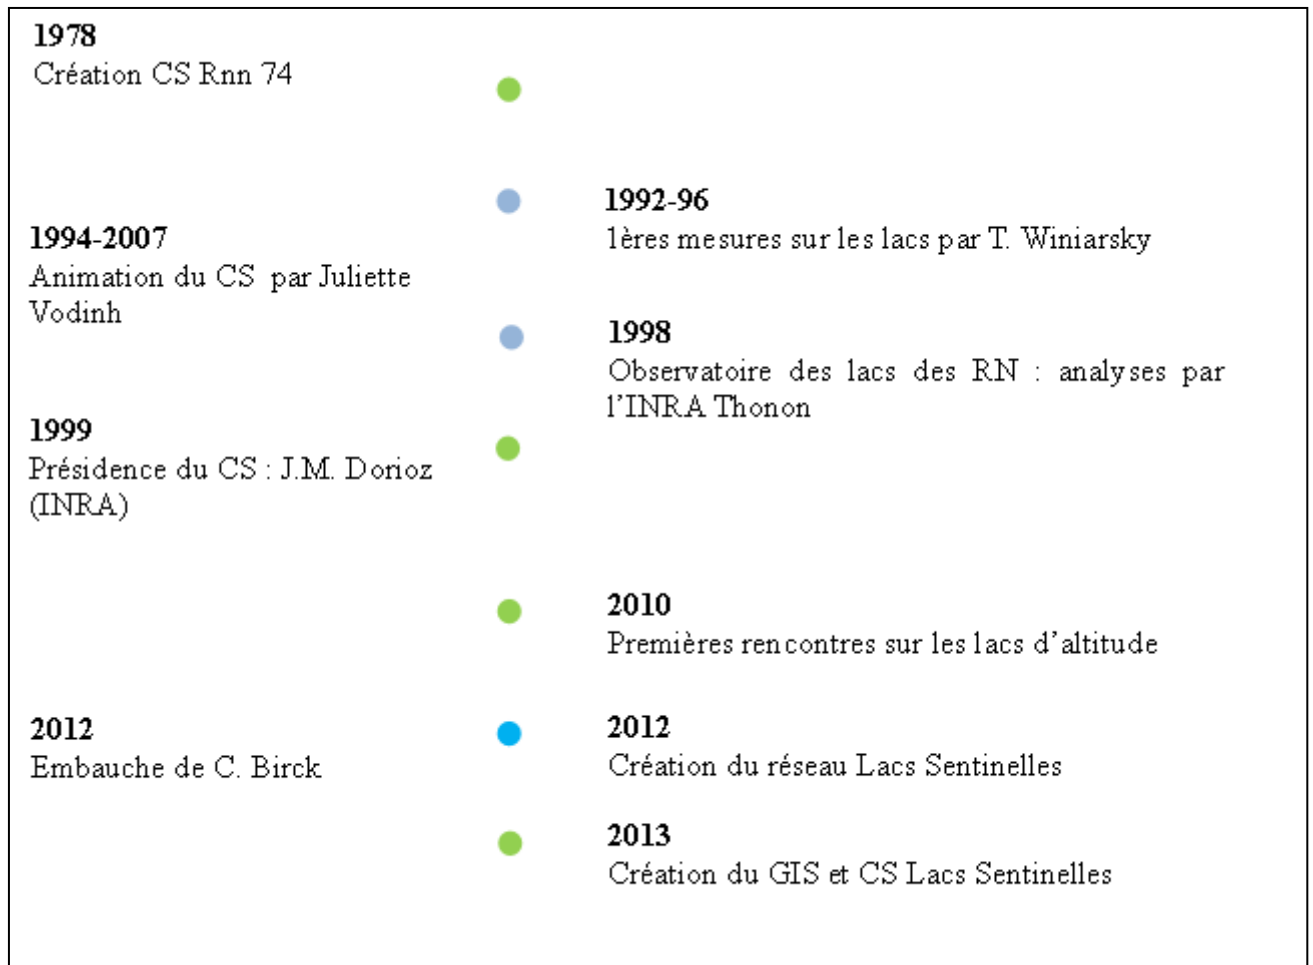 1978
Création CS Rnn 74
1992-96
1ères mesures sur les lacs par T. Winiarsky
1994-2007
Animation du CS par Juliette
Vodinh
1998
Observatoire des lacs des RN : analyses par
l'INRA Thonon
1999
Présidence du CS : J.M. Dorioz
(INRA)
2010
Premières rencontres sur les lacs d'altitude
2012
Embauche de C. Birck
2012
Création du réseau Lacs Sentinelles
2013
Création du GIS et CS Lacs Sentinelles